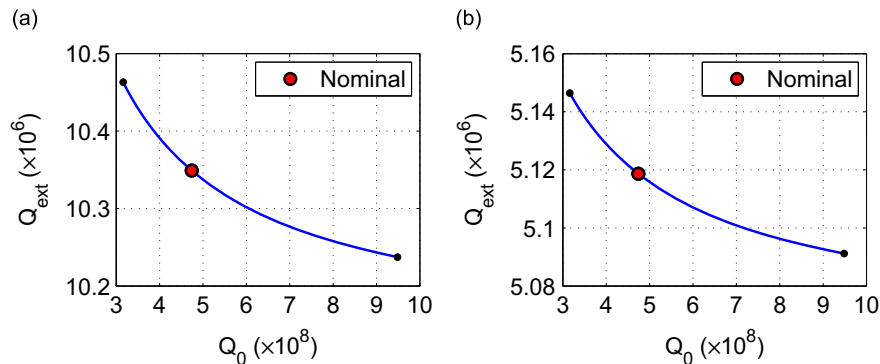 (a)
10.5
10.4
10.3
10.2
Q_ext (×10^6)
3 4 5 6 7 8 9 10
Q_0 (×10^8)
Nominal
(b)
5.16
5.14
5.12
5.1
5.08
Q_ext (×10^6)
3 4 5 6 7 8 9 10
Q_0 (×10^8)
Nominal